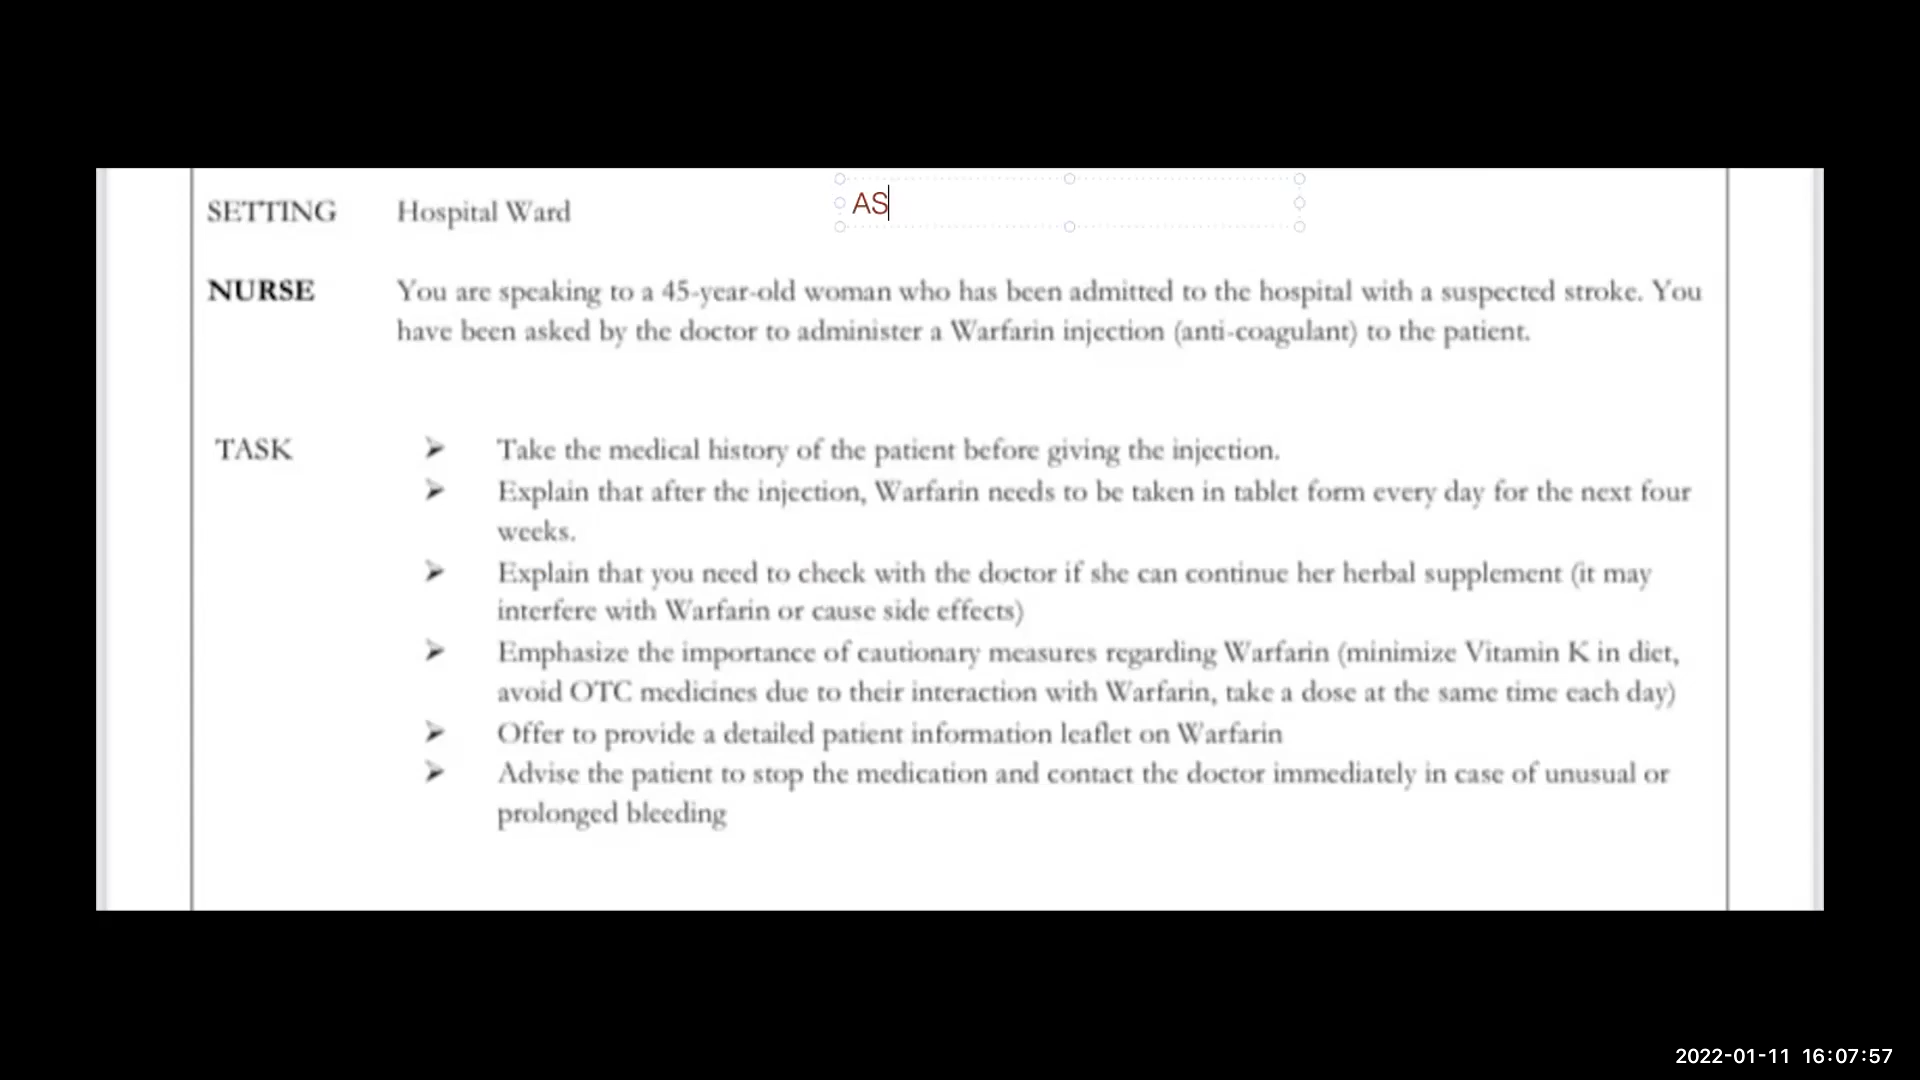 SETTING Hospital Ward AS
NURSE You are speaking to a 45-year-old woman who has been admitted to the hospital with a suspected stroke. You
have been asked by the doctor to administer a Warfarin injection (anti-coagulant) to the patient.
TASK ➤ Take the medical history of the patient before giving the injection.
➤ Explain that after the injection, Warfarin needs to be taken in tablet form every day for the next four
weeks.
➤ Explain that you need to check with the doctor if she can continue her herbal supplement (it may
interfere with Warfarin or cause side effects)
➤ Emphasize the importance of cautionary measures regarding Warfarin (minimize Vitamin K in diet,
avoid OTC medicines due to their interaction with Warfarin, take a dose at the same time each day)
➤ Offer to provide a detailed patient information leaflet on Warfarin
➤ Advise the patient to stop the medication and contact the doctor immediately in case of unusual or
prolonged bleeding
2022-01-11 16:07:57